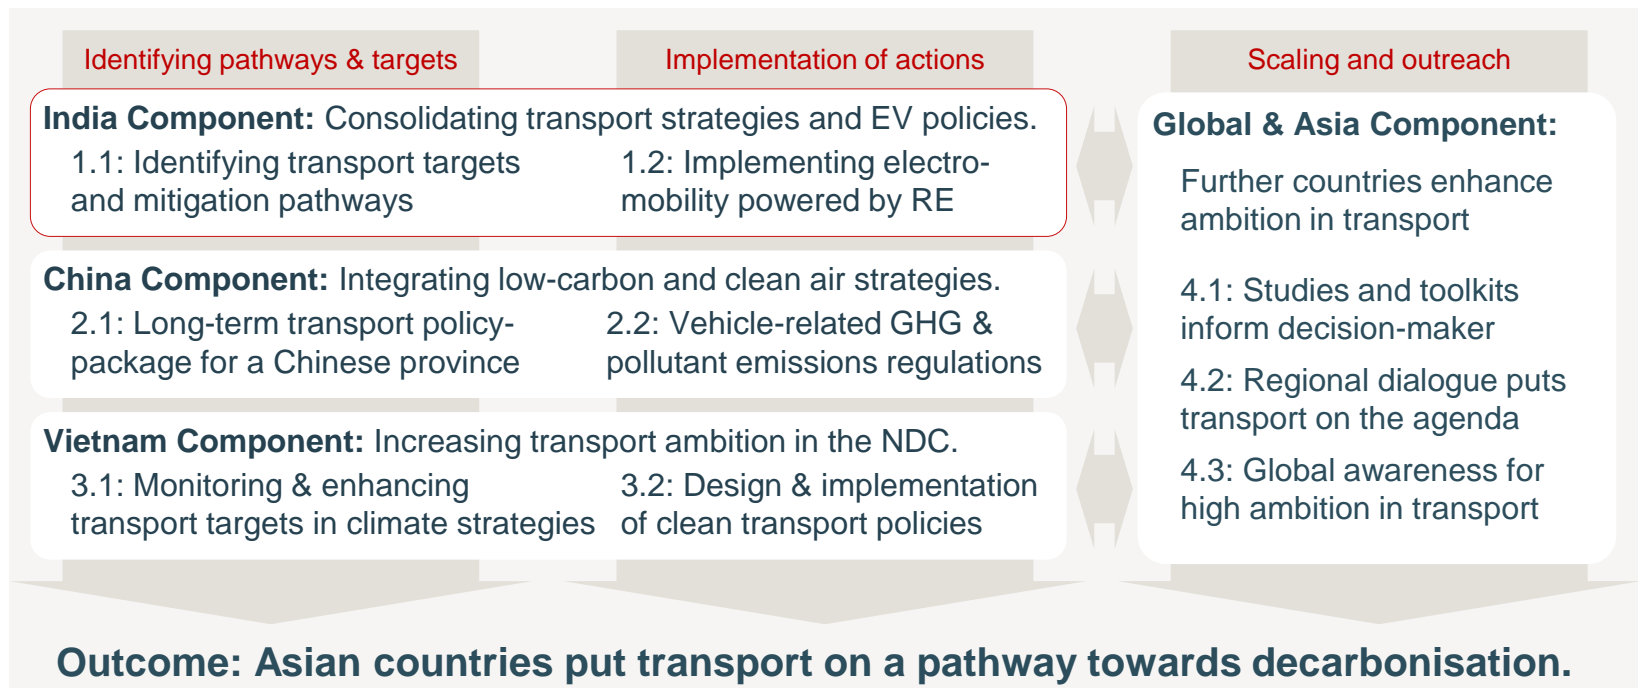 Identifying pathways & targets
Implementation of actions
Scaling and outreach
India Component: Consolidating transport strategies and EV policies.
1.1: Identifying transport targets
and mitigation pathways
1.2: Implementing electro-
mobility powered by RE
China Component: Integrating low-carbon and clean air strategies.
2.1: Long-term transport policy-
package for a Chinese province
2.2: Vehicle-related GHG &
pollutant emissions regulations
Vietnam Component: Increasing transport ambition in the NDC.
3.1: Monitoring & enhancing
transport targets in climate strategies
3.2: Design & implementation
of clean transport policies
Global & Asia Component:
Further countries enhance
ambition in transport
4.1: Studies and toolkits
inform decision-maker
4.2: Regional dialogue puts
transport on the agenda
4.3: Global awareness for
high ambition in transport
Outcome: Asian countries put transport on a pathway towards decarbonisation.